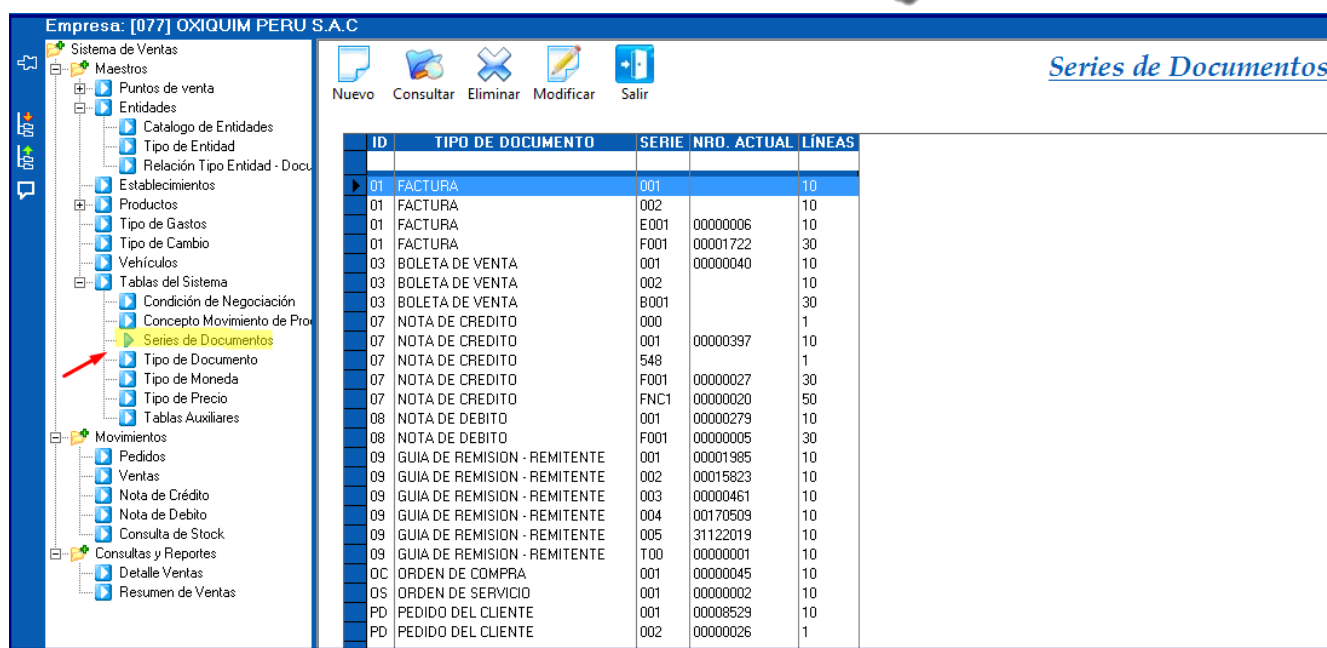 Empresa: [077] OXIQUIM PERU S.A.C
Sistema de Ventas
Maestros
Puntos de venta
Entidades
Catalogo de Entidades
Tipo de Entidad
Relación Tipo Entidad - Docu
Establecimientos
Productos
Tipo de Gastos
Tipo de Cambio
Vehículos
Tablas del Sistema
Condición de Negociación
Concepto Movimiento de Pro
Series de Documentos
Tipo de Documento
Tipo de Moneda
Tipo de Precio
Tablas Auxiliares
Movimientos
Pedidos
Ventas
Nota de Crédito
Nota de Debito
Consulta de Stock
Consultas y Reportes
Detalle Ventas
Resumen de Ventas
Nuevo Consultar Eliminar Modificar Salir
Series de Documentos
ID TIPO DE DOCUMENTO SERIE NRO. ACTUAL LÍNEAS
01 FACTURA 001 10
01 FACTURA 002 10
01 FACTURA E001 00000006 10
01 FACTURA F001 00001722 30
03 BOLETA DE VENTA 001 00000040 10
03 BOLETA DE VENTA 002 10
03 BOLETA DE VENTA B001 30
07 NOTA DE CREDITO 000 1
07 NOTA DE CREDITO 001 00000397 10
07 NOTA DE CREDITO 548 1
07 NOTA DE CREDITO F001 00000027 30
07 NOTA DE CREDITO FNC1 00000020 50
08 NOTA DE DEBITO 001 00000279 10
08 NOTA DE DEBITO F001 00000005 30
09 GUIA DE REMISION - REMITENTE 001 00001985 10
09 GUIA DE REMISION - REMITENTE 002 00015823 10
09 GUIA DE REMISION - REMITENTE 003 00000461 10
09 GUIA DE REMISION - REMITENTE 004 00170509 10
09 GUIA DE REMISION - REMITENTE 005 31122019 10
09 GUIA DE REMISION - REMITENTE T00 00000001 10
OC ORDEN DE COMPRA 001 00000045 10
OS ORDEN DE SERVICIO 001 00000002 10
PD PEDIDO DEL CLIENTE 001 00008529 10
PD PEDIDO DEL CLIENTE 002 00000026 1